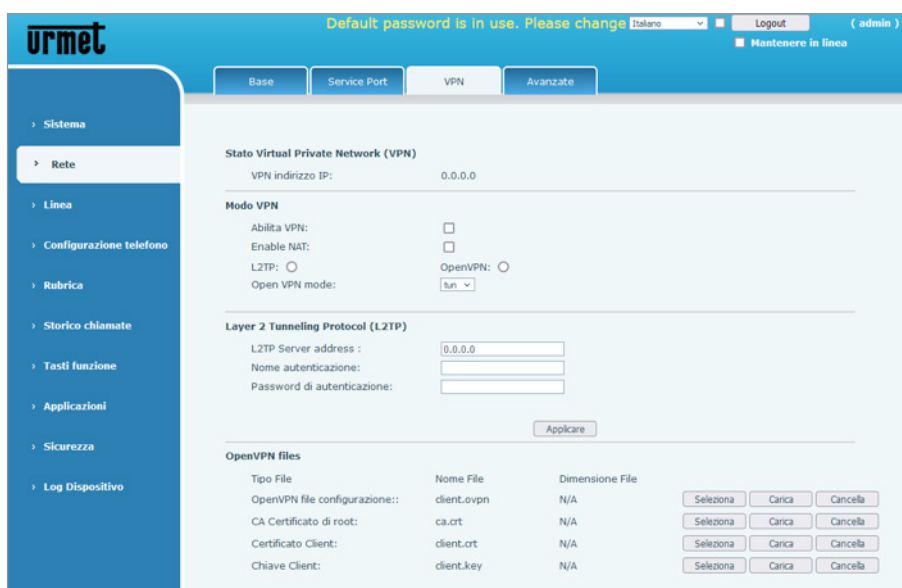 urmet
Default password is in use. Please change Italiano Logout ( admin )
Mantenere in linea
Base Service Port VPN Avanzate
› Sistema
› Rete
› Linea
› Configurazione telefono
› Rubrica
› Storico chiamate
› Tasti funzione
› Applicazioni
› Sicurezza
› Log Dispositivo
Stato Virtual Private Network (VPN)
VPN indirizzo IP: 0.0.0.0
Modo VPN
Abilita VPN:
Enable NAT:
L2TP: OpenVPN:
Open VPN mode: tun
Layer 2 Tunneling Protocol (L2TP)
L2TP Server address : 0.0.0.0
Nome autenticazione:
Password di autenticazione:
Applicare
OpenVPN files
Tipo File Nome File Dimensione File
OpenVPN file configurazione:: client.ovpn N/A Seleziona Carica Cancella
CA Certificato di root: ca.crt N/A Seleziona Carica Cancella
Certificato Client: client.crt N/A Seleziona Carica Cancella
Chiave Client: client.key N/A Seleziona Carica Cancella